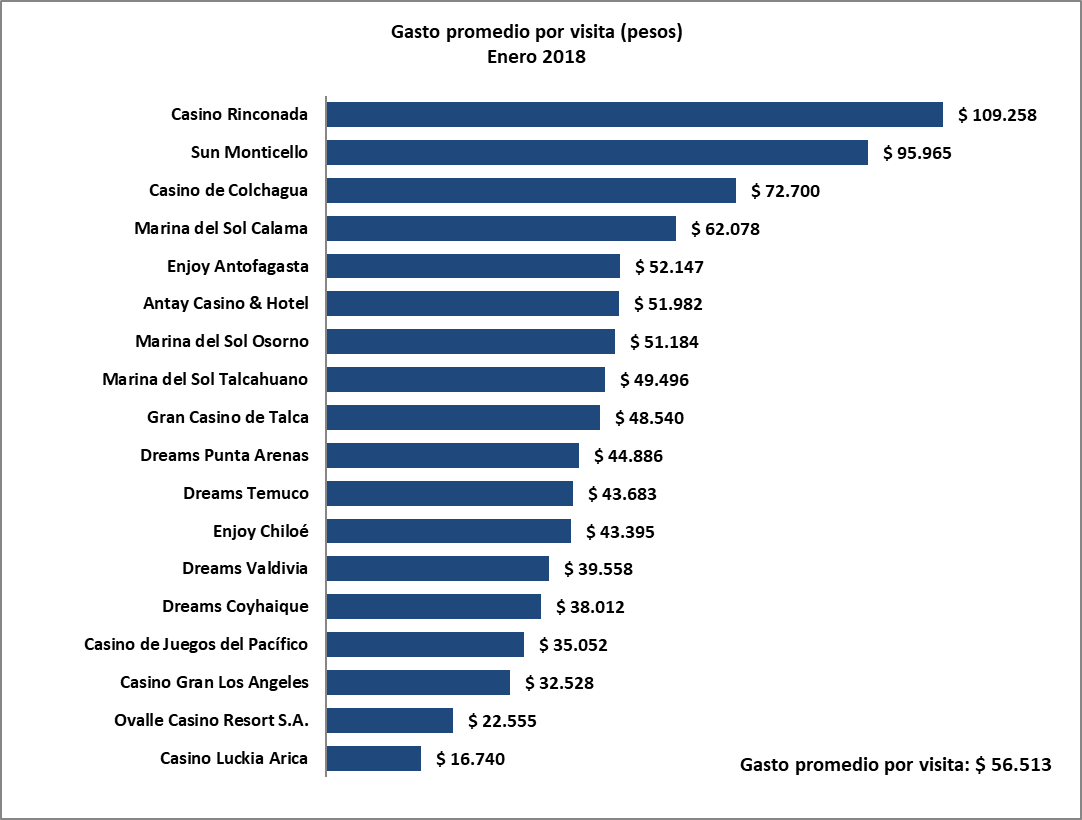 Gasto promedio por visita (pesos)
Enero 2018
Casino Rinconada $ 109.258
Sun Monticello $ 95.965
Casino de Colchagua $ 72.700
Marina del Sol Calama $ 62.078
Enjoy Antofagasta $ 52.147
Antay Casino & Hotel $ 51.982
Marina del Sol Osorno $ 51.184
Marina del Sol Talcahuano $ 49.496
Gran Casino de Talca $ 48.540
Dreams Punta Arenas $ 44.886
Dreams Temuco $ 43.683
Enjoy Chiloé $ 43.395
Dreams Valdivia $ 39.558
Dreams Coyhaique $ 38.012
Casino de Juegos del Pacífico $ 35.052
Casino Gran Los Angeles $ 32.528
Ovalle Casino Resort S.A. $ 22.555
Casino Luckia Arica $ 16.740
Gasto promedio por visita: $ 56.513